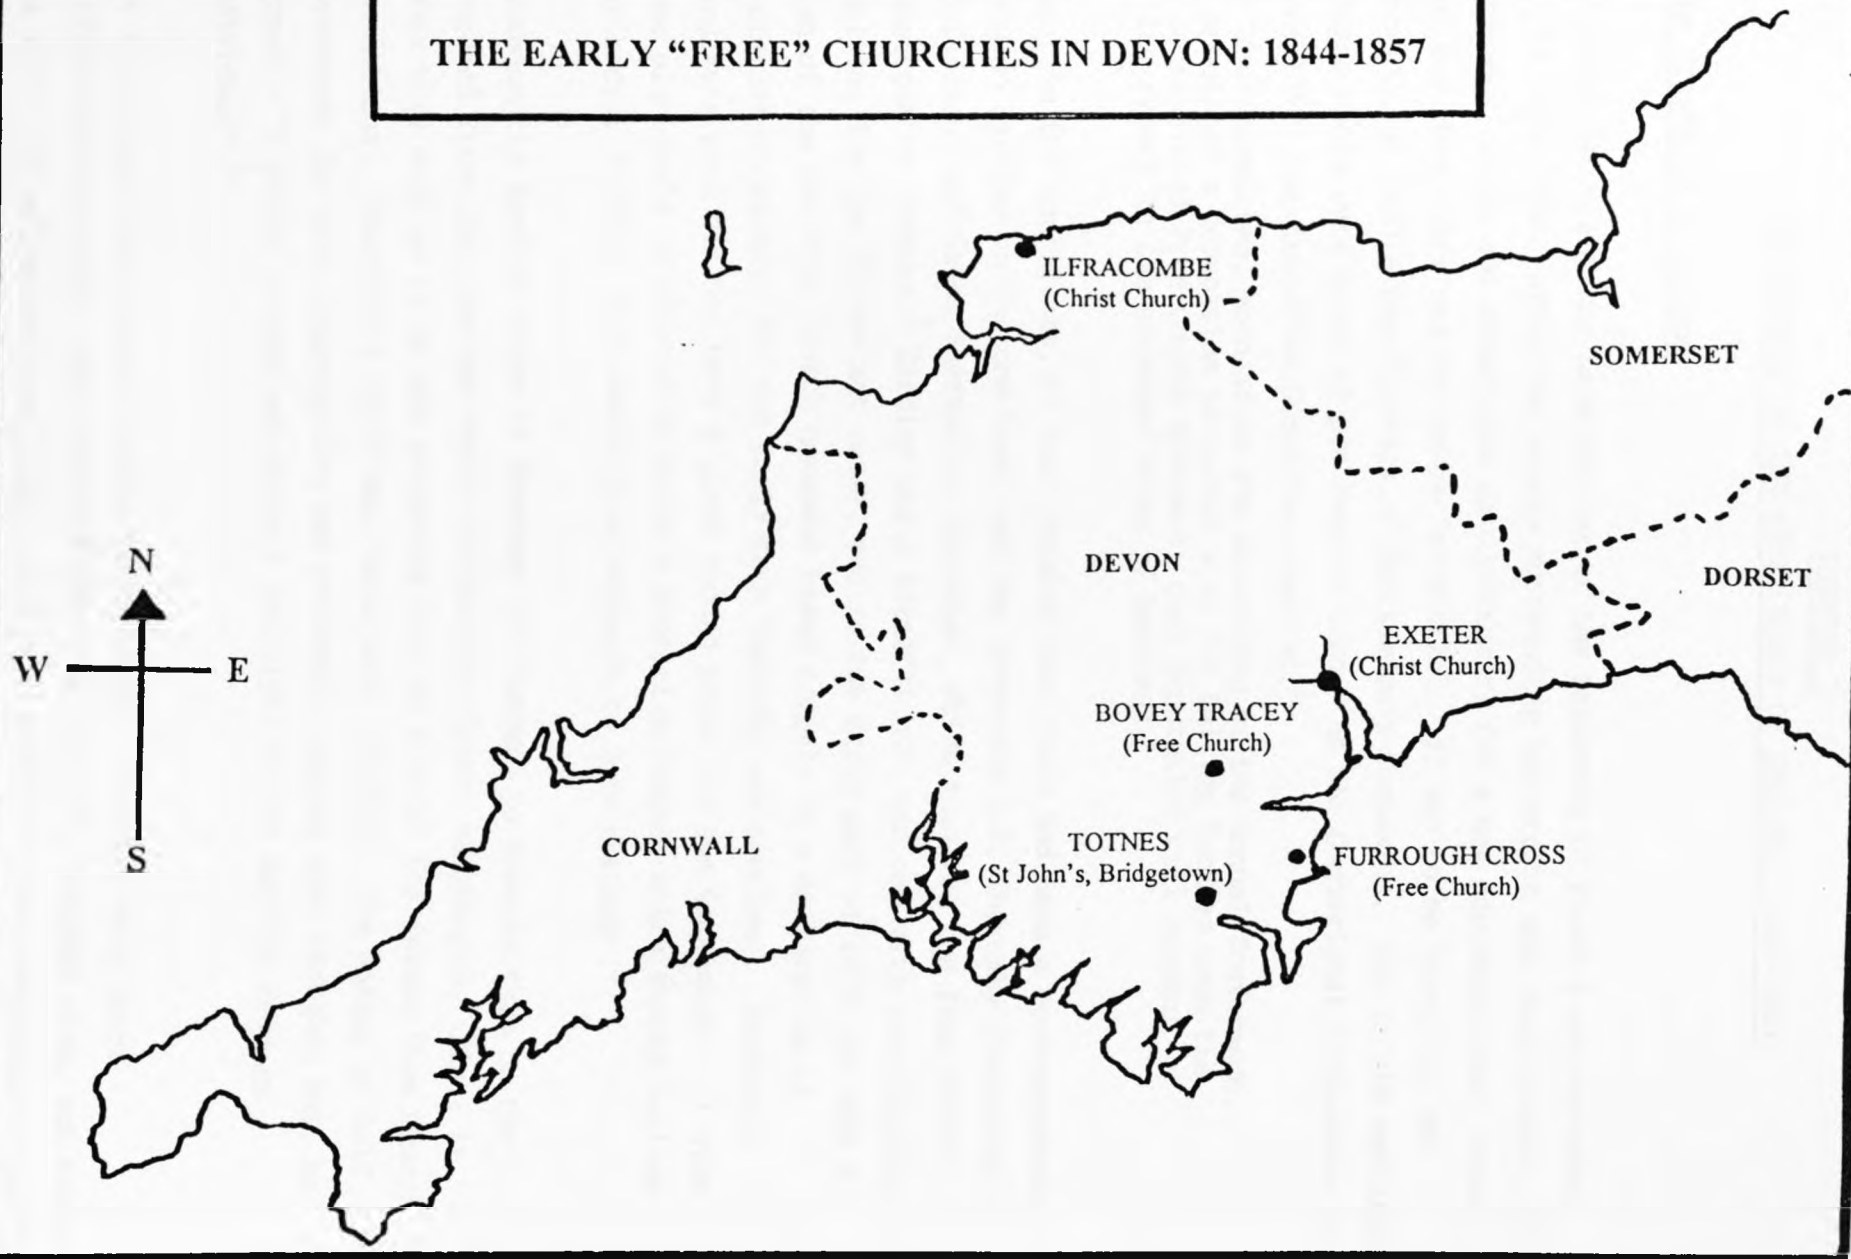 THE EARLY “FREE” CHURCHES IN DEVON: 1844-1857
ILFRACOMBE
(Christ Church)
SOMERSET
DEVON
DORSET
N
W
E
S
EXETER
(Christ Church)
BOVEY TRACEY
(Free Church)
CORNWALL
TOTNES
(St John's, Bridgetown)
FURROUGH CROSS
(Free Church)